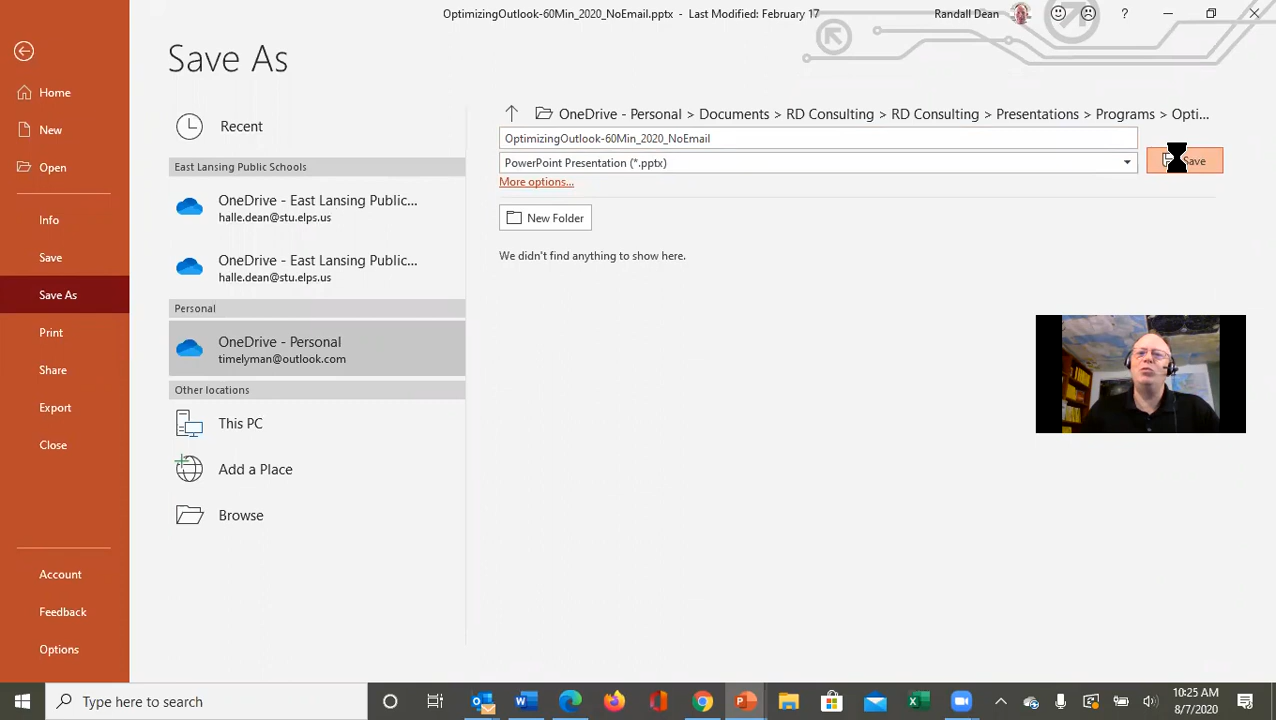 OptimizingOutlook-60Min_2020_NoEmail.pptx - Last Modified: February 17
Randall Dean
?
Save As
Home
New
Open
Info
Save
Save As
Print
Share
Export
Close
Account
Feedback
Options
Recent
East Lansing Public Schools
OneDrive - East Lansing Public...
halle.dean@stu.elps.us
OneDrive - East Lansing Public...
halle.dean@stu.elps.us
Personal
OneDrive - Personal
timelyman@outlook.com
Other locations
This PC
Add a Place
Browse
OneDrive - Personal > Documents > RD Consulting > RD Consulting > Presentations > Programs > Opti...
OptimizingOutlook-60Min_2020_NoEmail
PowerPoint Presentation (*.pptx)
Save
More options...
New Folder
We didn't find anything to show here.
Type here to search
10:25 AM
8/7/2020